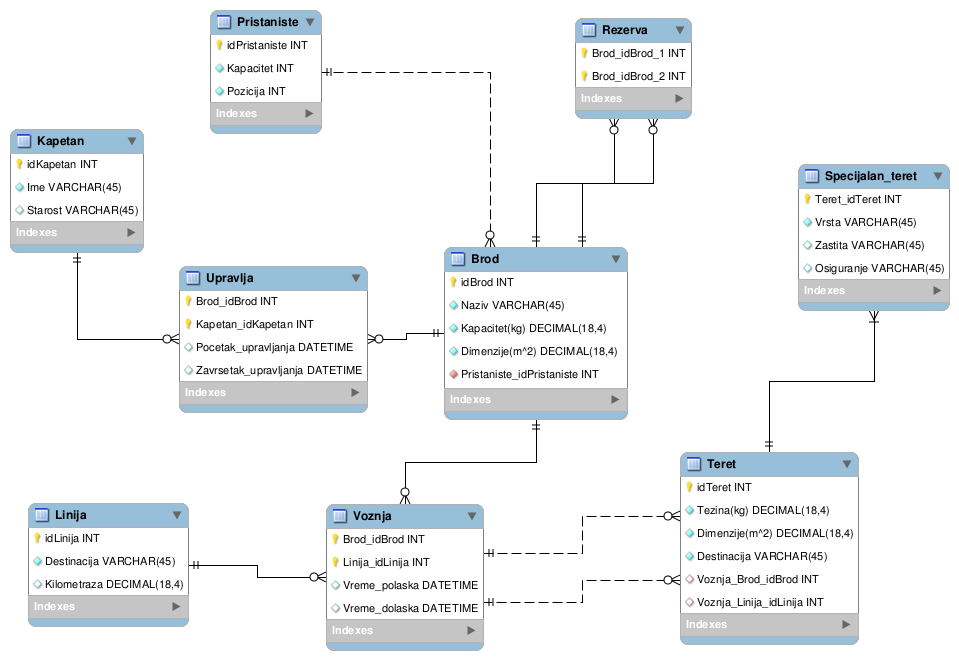 Pristaniste
idPristaniste INT
Kapacitet INT
Pozicija INT
Indexes
Rezerva
Brod_idBrod_1 INT
Brod_idBrod_2 INT
Indexes
Kapetan
idKapetan INT
Ime VARCHAR(45)
Starost VARCHAR(45)
Indexes
Specijalan_teret
Teret_idTeret INT
Vrsta VARCHAR(45)
Zastita VARCHAR(45)
Osiguranje VARCHAR(45)
Indexes
Upravlja
Brod_idBrod INT
Kapetan_idKapetan INT
Pocetak_upravljanja DATETIME
Zavrsetak_upravljanja DATETIME
Indexes
Brod
idBrod INT
Naziv VARCHAR(45)
Kapacitet(kg) DECIMAL(18,4)
Dimenzije(m^2) DECIMAL(18,4)
Pristaniste_idPristaniste INT
Indexes
Linija
idLinija INT
Destinacija VARCHAR(45)
Kilometraza DECIMAL(18,4)
Indexes
Voznja
Brod_idBrod INT
Linija_idLinija INT
Vreme_polaska DATETIME
Vreme_dolaska DATETIME
Indexes
Teret
idTeret INT
Tezina(kg) DECIMAL(18,4)
Dimenzije(m^2) DECIMAL(18,4)
Destinacija VARCHAR(45)
Voznja_Brod_idBrod INT
Voznja_Linija_idLinija INT
Indexes